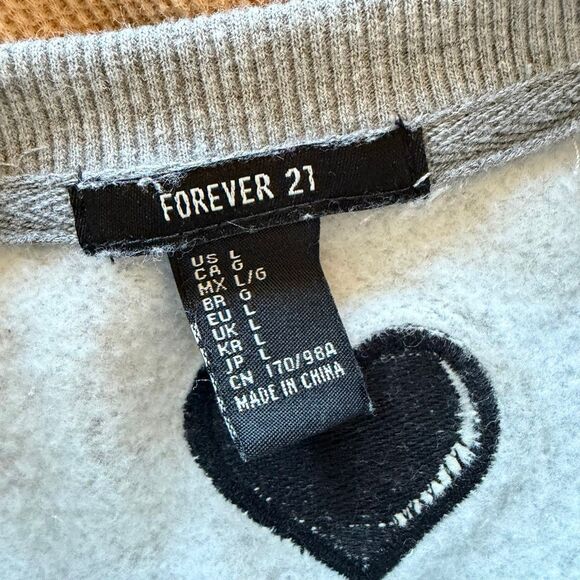 FOREVER 21
US L
CA G
MX L/G
BR G
EU L
UK L
KR L
JP L
CN 170/98A
MADE IN CHINA